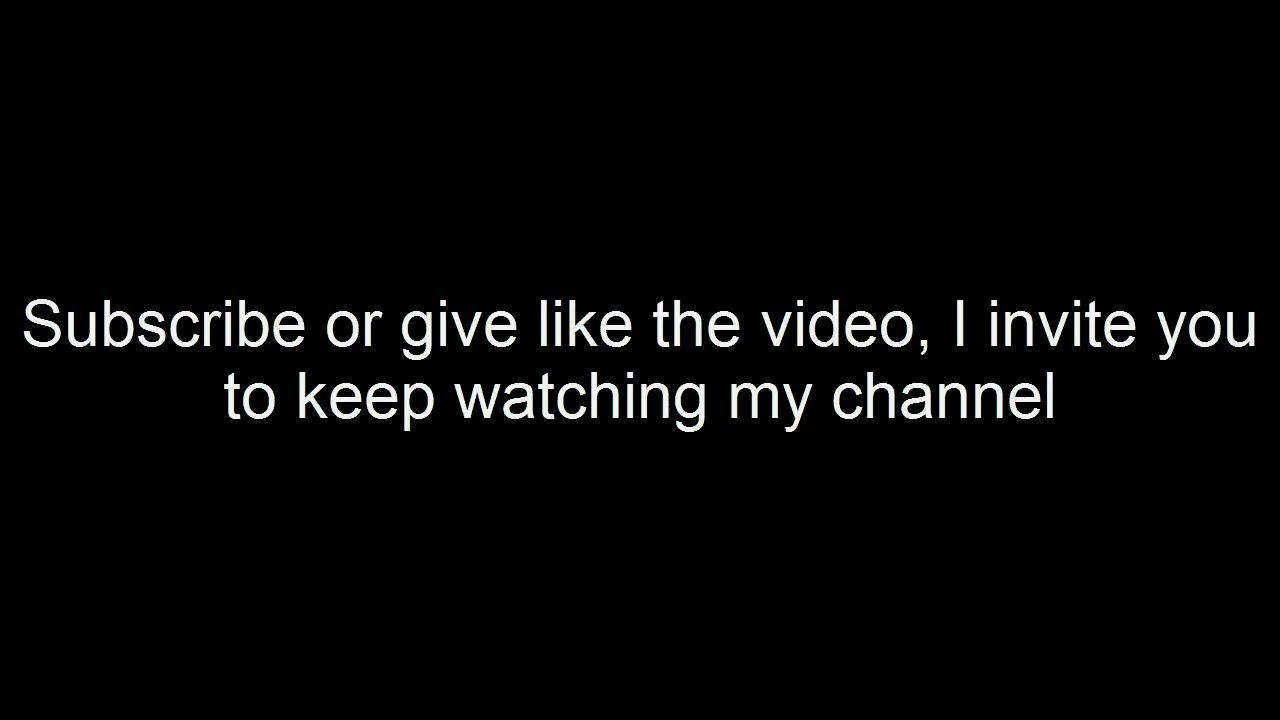 Subscribe or give like the video, I invite you
to keep watching my channel